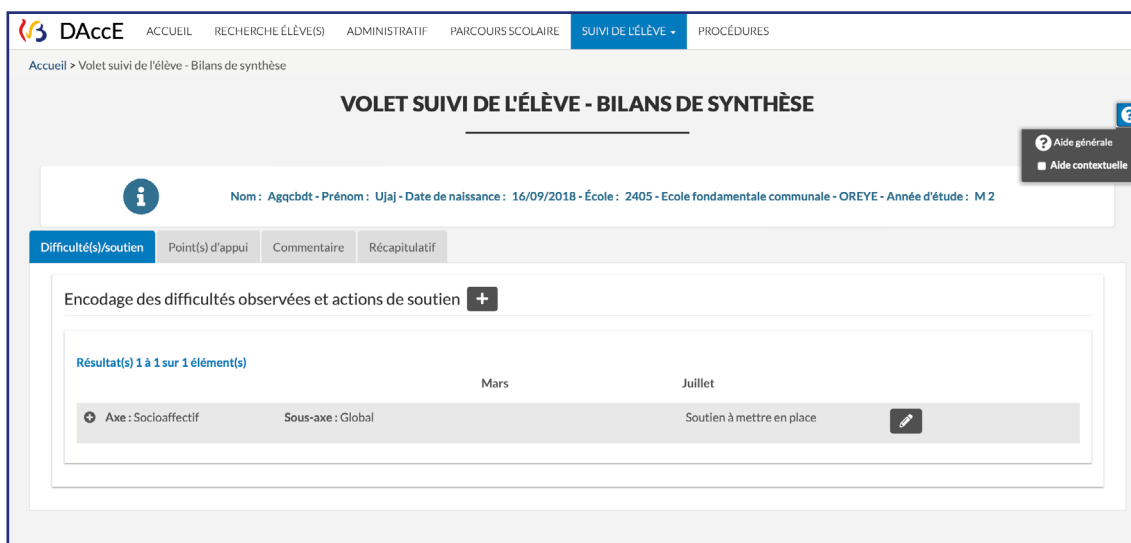 DAccE ACCUEIL RECHERCHE ÉLÈVE(S) ADMINISTRATIF PARCOURS SCOLAIRE SUIVI DE L'ÉLÈVE PROCÉDURES
Accueil > Volet suivi de l'élève - Bilans de synthèse
VOLET SUIVI DE L'ÉLÈVE - BILANS DE SYNTHÈSE
Aide générale
Aide contextuelle
Nom : Agqcbdt - Prénom : Ujaj - Date de naissance : 16/09/2018 - École : 2405 - Ecole fondamentale communale - OREYE - Année d'étude : M 2
Difficulté(s)/soutien Point(s) d'appui Commentaire Récapitulatif
Encodage des difficultés observées et actions de soutien +
Résultat(s) 1 à 1 sur 1 élément(s)
Mars Juillet
Axe : Socioaffectif Sous-axe : Global Soutien à mettre en place